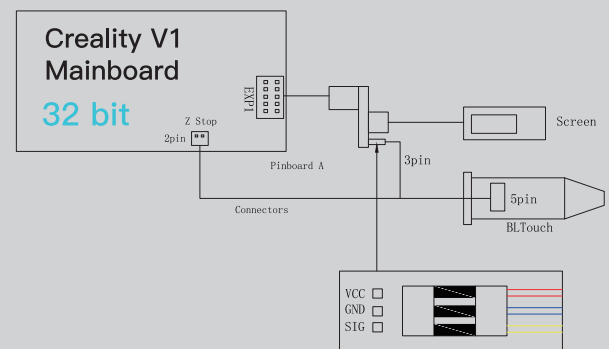 Creality V1
Mainboard
32 bit
EXP1
Z Stop
2pin
Pinboard A
Connectors
3pin
Screen
5pin
BLTouch
VCC
GND
SIG